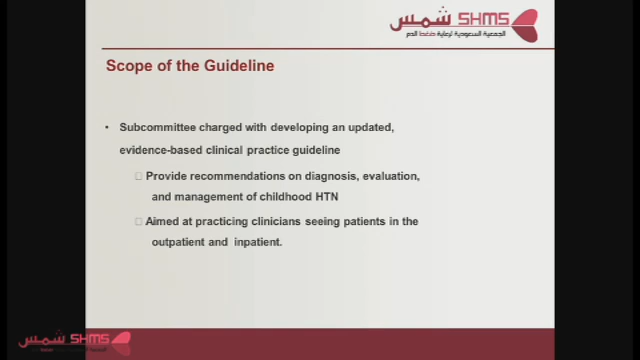 شمس SHMS
الجمعية السعودية لرعاية ضغط الدم
Scope of the Guideline
• Subcommittee charged with developing an updated,
evidence-based clinical practice guideline
□ Provide recommendations on diagnosis, evaluation,
and management of childhood HTN
□ Aimed at practicing clinicians seeing patients in the
outpatient and inpatient.
شمس SHMS